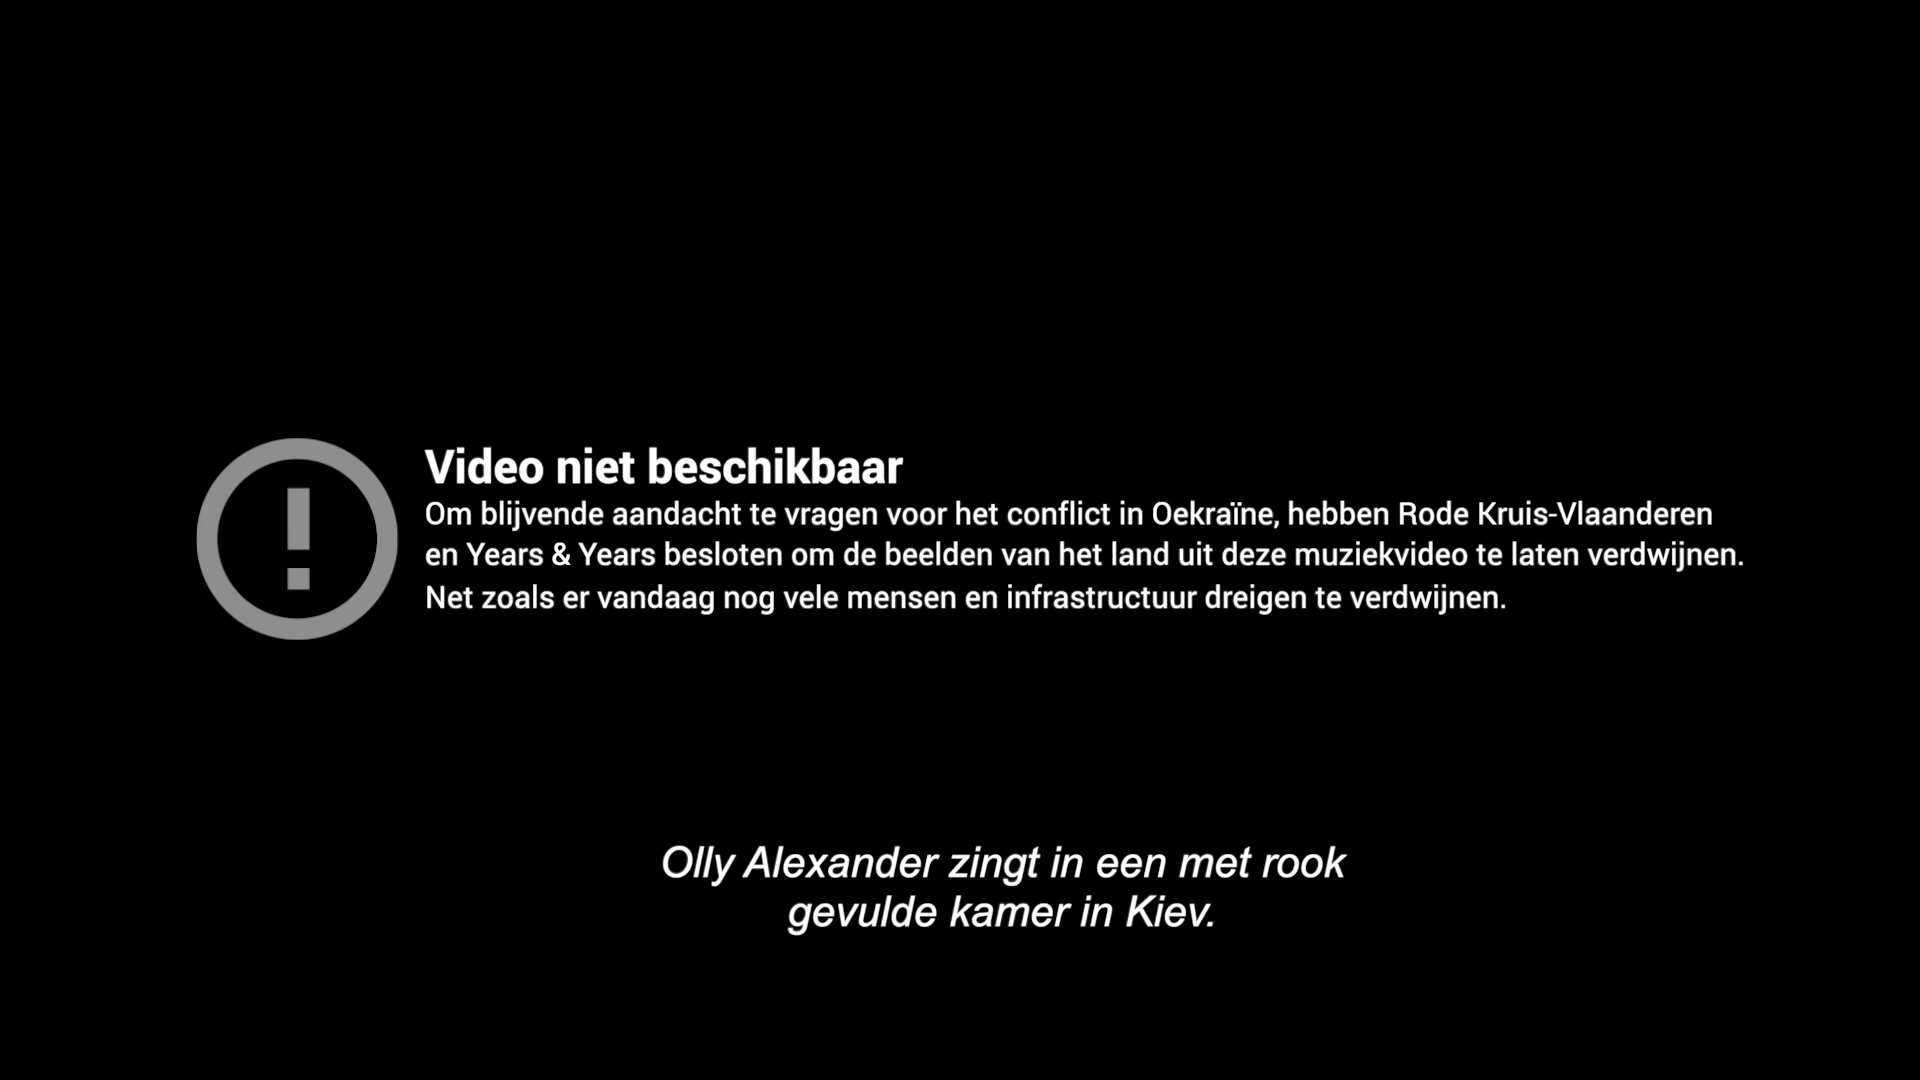 Video niet beschikbaar
Om blijvende aandacht te vragen voor het conflict in Oekraïne, hebben Rode Kruis-Vlaanderen
en Years & Years besloten om de beelden van het land uit deze muziekvideo te laten verdwijnen.
Net zoals er vandaag nog vele mensen en infrastructuur dreigen te verdwijnen.
Olly Alexander zingt in een met rook
gevulde kamer in Kiev.